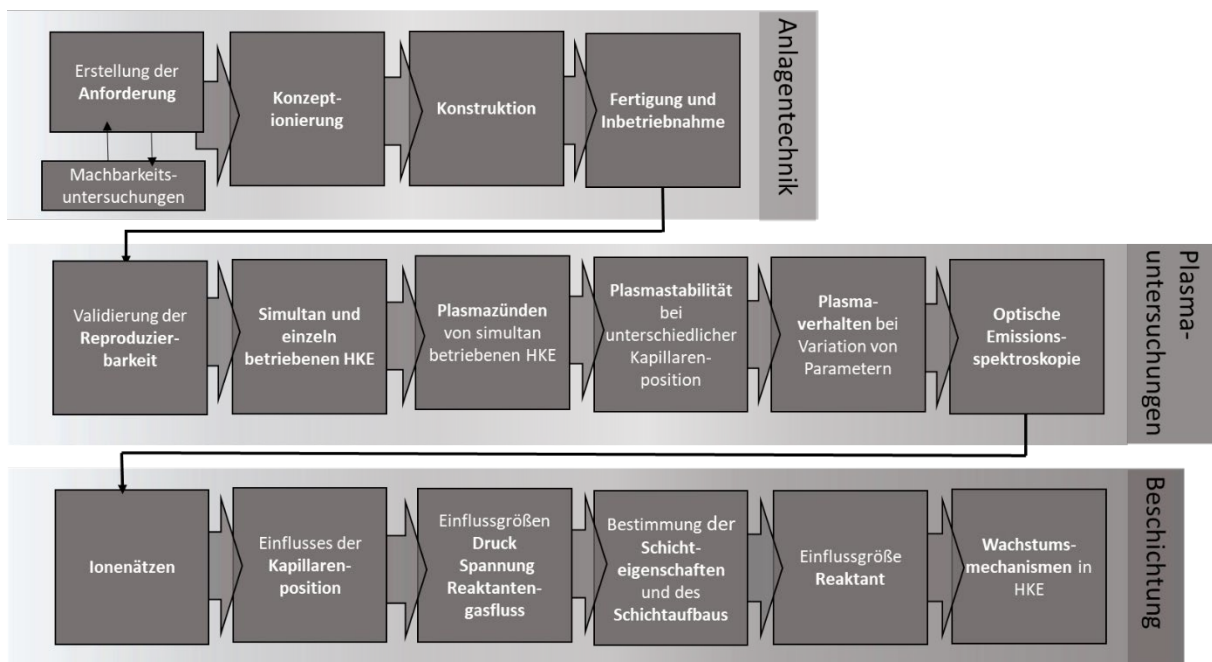 Erstellung der
Anforderung
Machbarkeits-
untersuchungen
Konzept-
ionierung
Konstruktion
Fertigung und
Inbetriebnahme
Anlagentechnik
Validierung der
Reproduzier-
barkeit
Simultan und
einzeln
betriebenen HKE
Plasmazünden
von simultan
betriebenen HKE
Plasmastabilität
bei
unterschiedlicher
Kapillaren-
position
Plasma-
verhalten bei
Variation von
Parametern
Optische
Emissions-
spektroskopie
Plasma-
untersuchungen
Ionenätzen
Einflusses der
Kapillaren-
position
Einflussgrößen
Druck
Spannung
Reaktanten-
gasfluss
Bestimmung der
Schicht-
eigenschaften
und des
Schichtaufbaus
Einflussgröße
Reaktant
Wachstums-
mechanismen in
HKE
Beschichtung